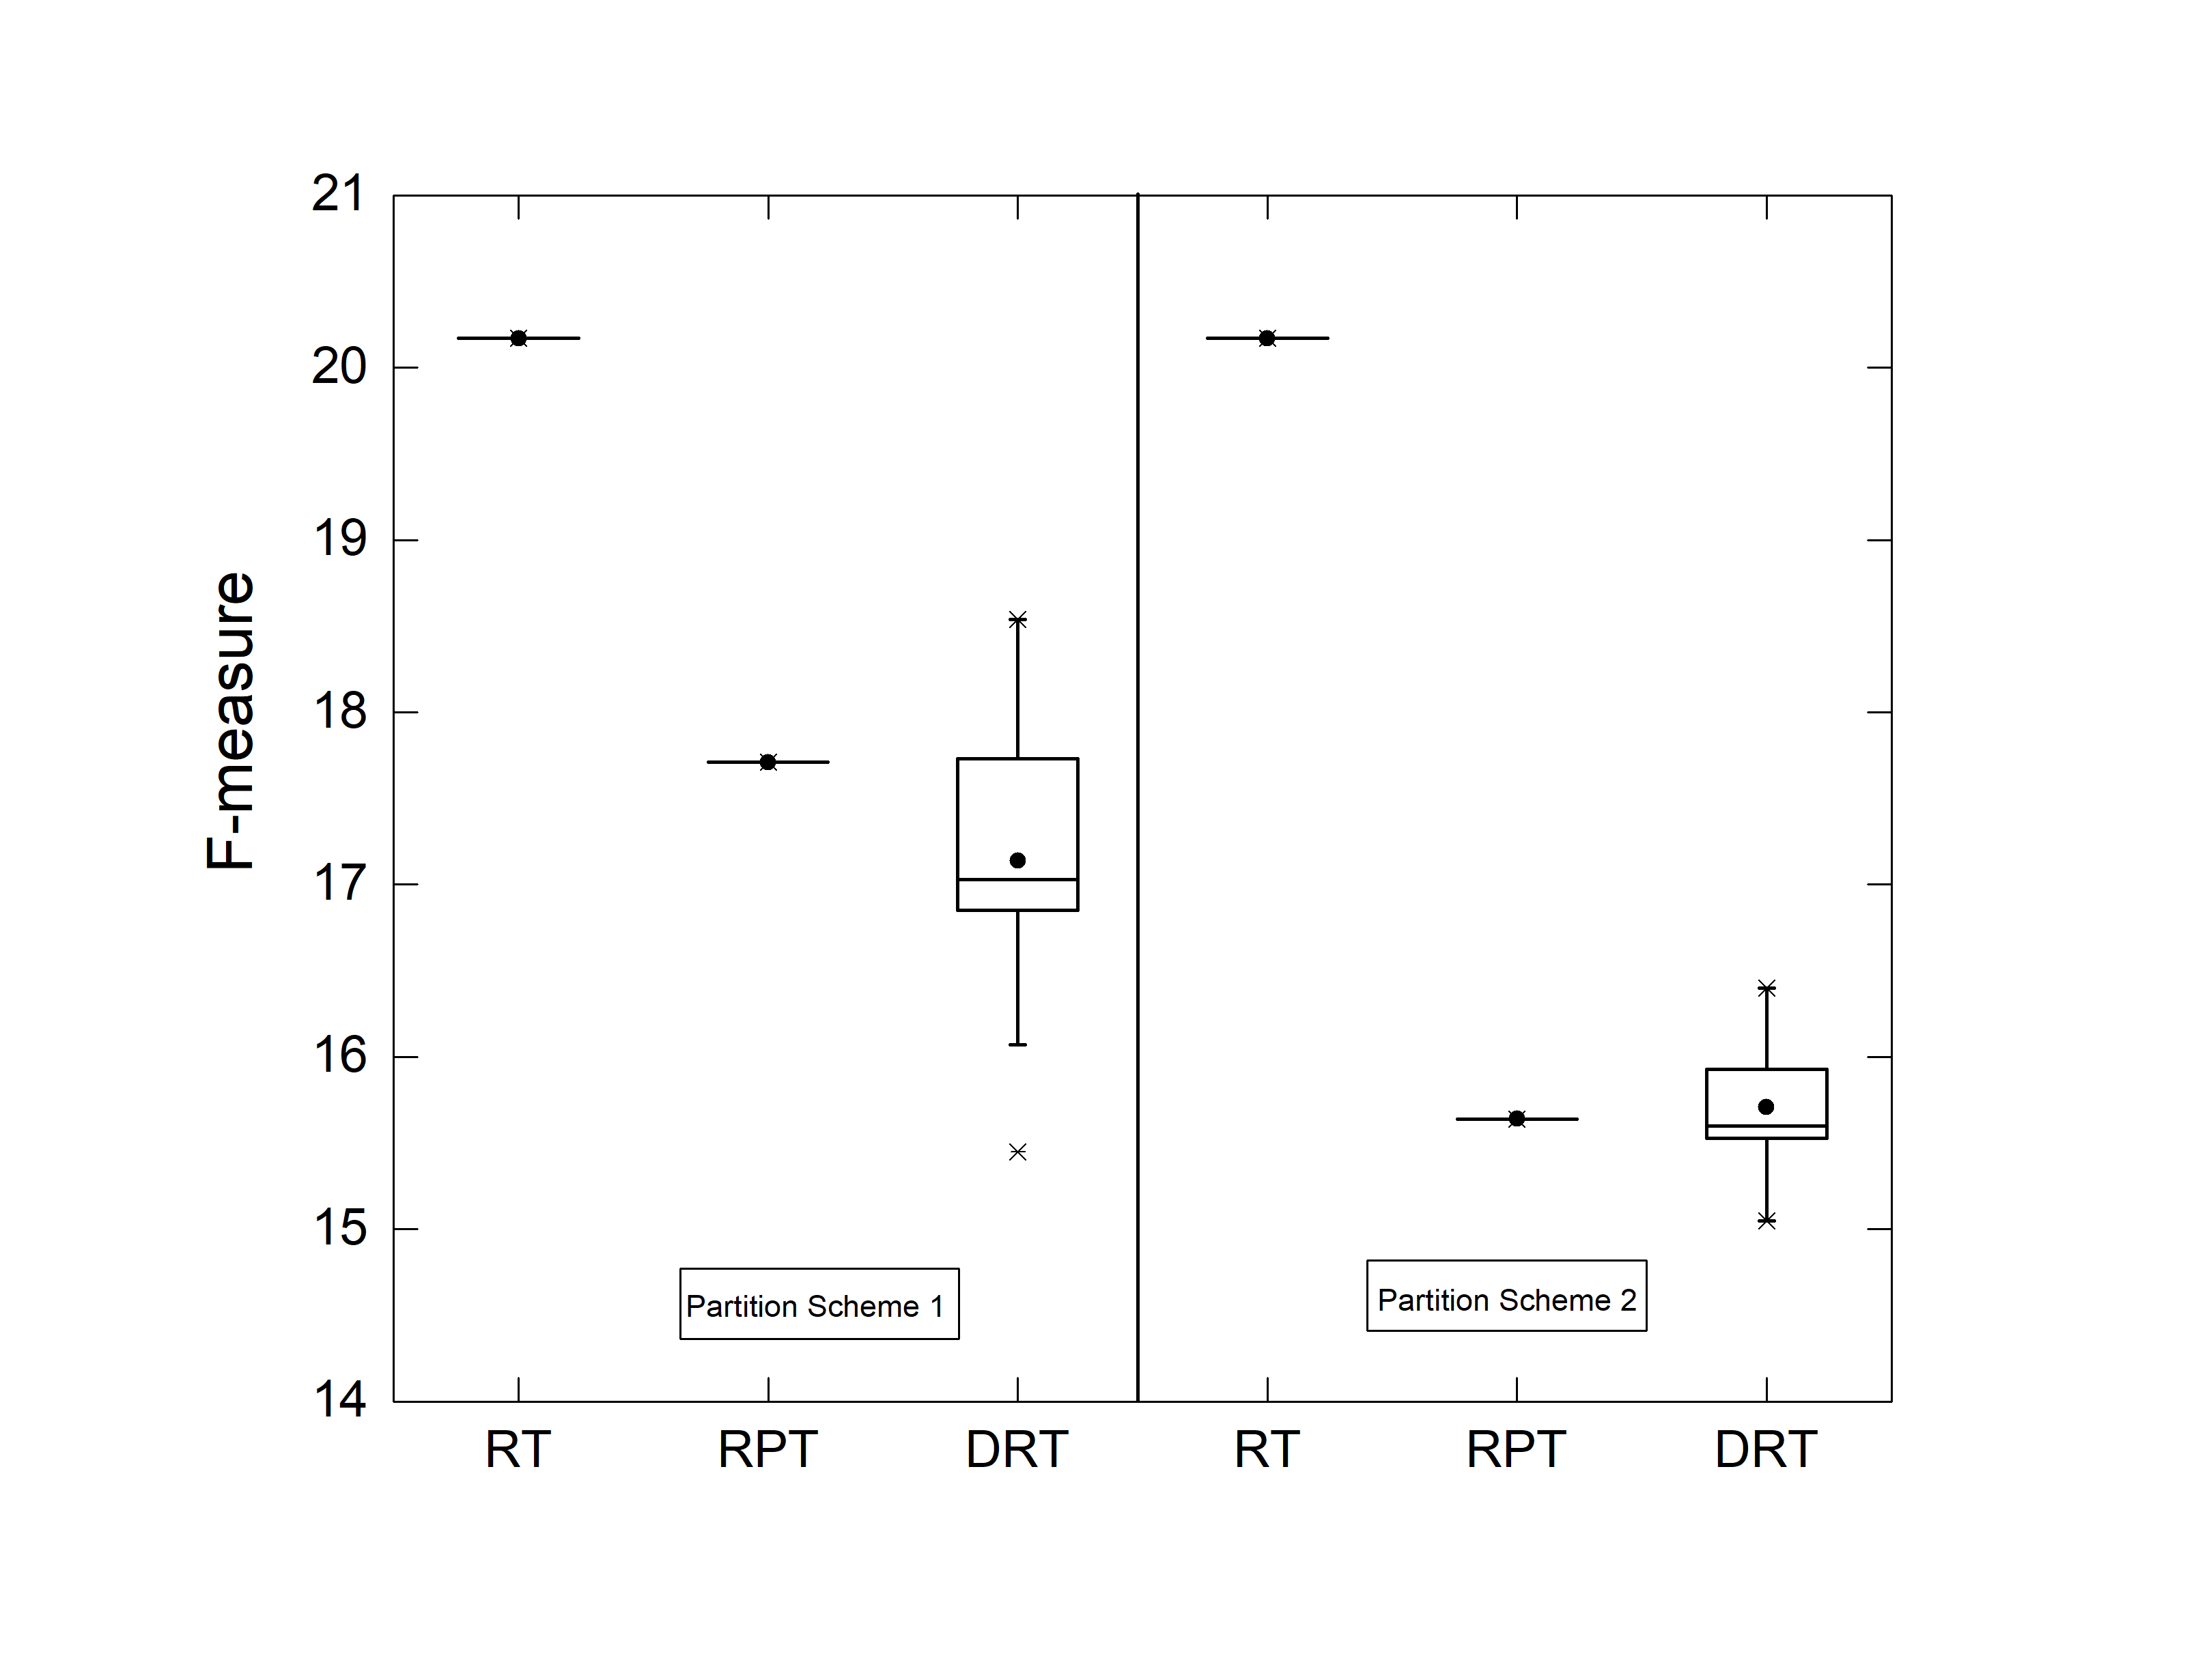 F-measure
21
20
19
18
17
16
15
14
Partition Scheme 1
Partition Scheme 2
RT RPT DRT RT RPT DRT